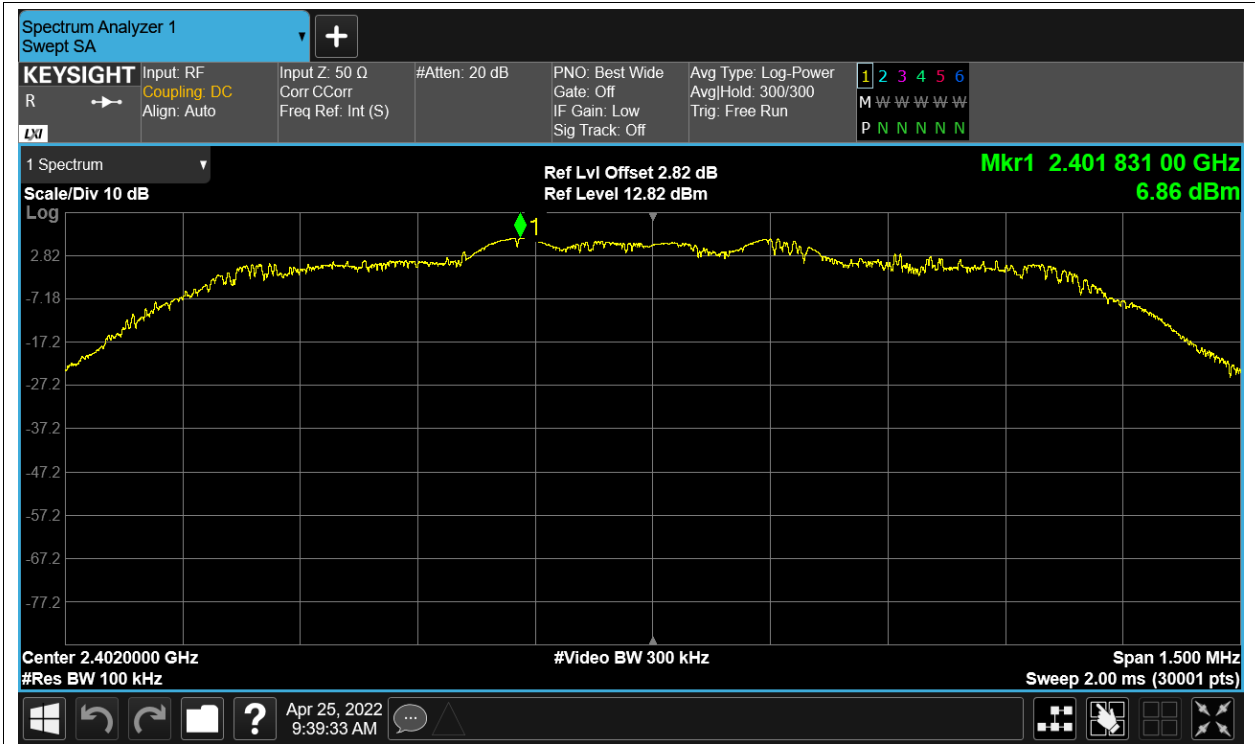 Spectrum Analyzer 1
Swept SA
+
KEYSIGHT
R
LXI
Input: RF
Coupling: DC
Align: Auto
Input Z: 50 Ω
Corr CCorr
Freq Ref: Int (S)
#Atten: 20 dB
PNO: Best Wide
Gate: Off
IF Gain: Low
Sig Track: Off
Avg Type: Log-Power
Avg|Hold: 300/300
Trig: Free Run
1 2 3 4 5 6
M W W W W W
P N N N N N
1 Spectrum
Scale/Div 10 dB
Log
Ref Lvl Offset 2.82 dB
Ref Level 12.82 dBm
Mkr1 2.401 831 00 GHz
6.86 dBm
1
2.82
-7.18
-17.2
-27.2
-37.2
-47.2
-57.2
-67.2
-77.2
Center 2.4020000 GHz
#Res BW 100 kHz
#Video BW 300 kHz
Span 1.500 MHz
Sweep 2.00 ms (30001 pts)
?
Apr 25, 2022
9:39:33 AM